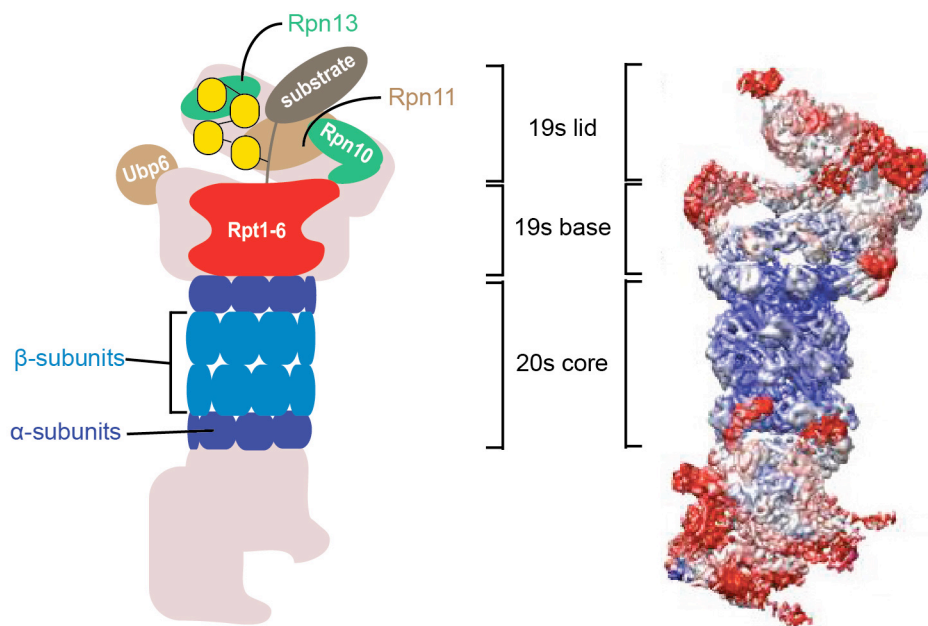 Rpn13
substrate
Rpn11
Rpn10
Ubp6
Rpt1-6
β-subunits
α-subunits
19s lid
19s base
20s core